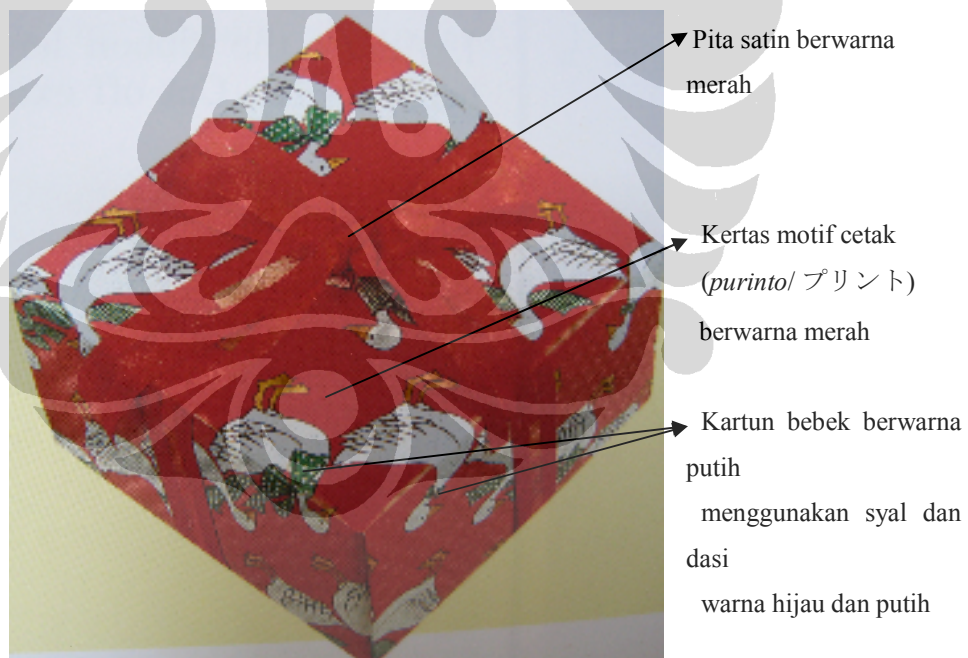 Pita satin berwarna
merah
Kertas motif cetak
(purinto/ プリント)
berwarna merah
Kartun bebek berwarna
putih
menggunakan syal dan
dasi
warna hijau dan putih